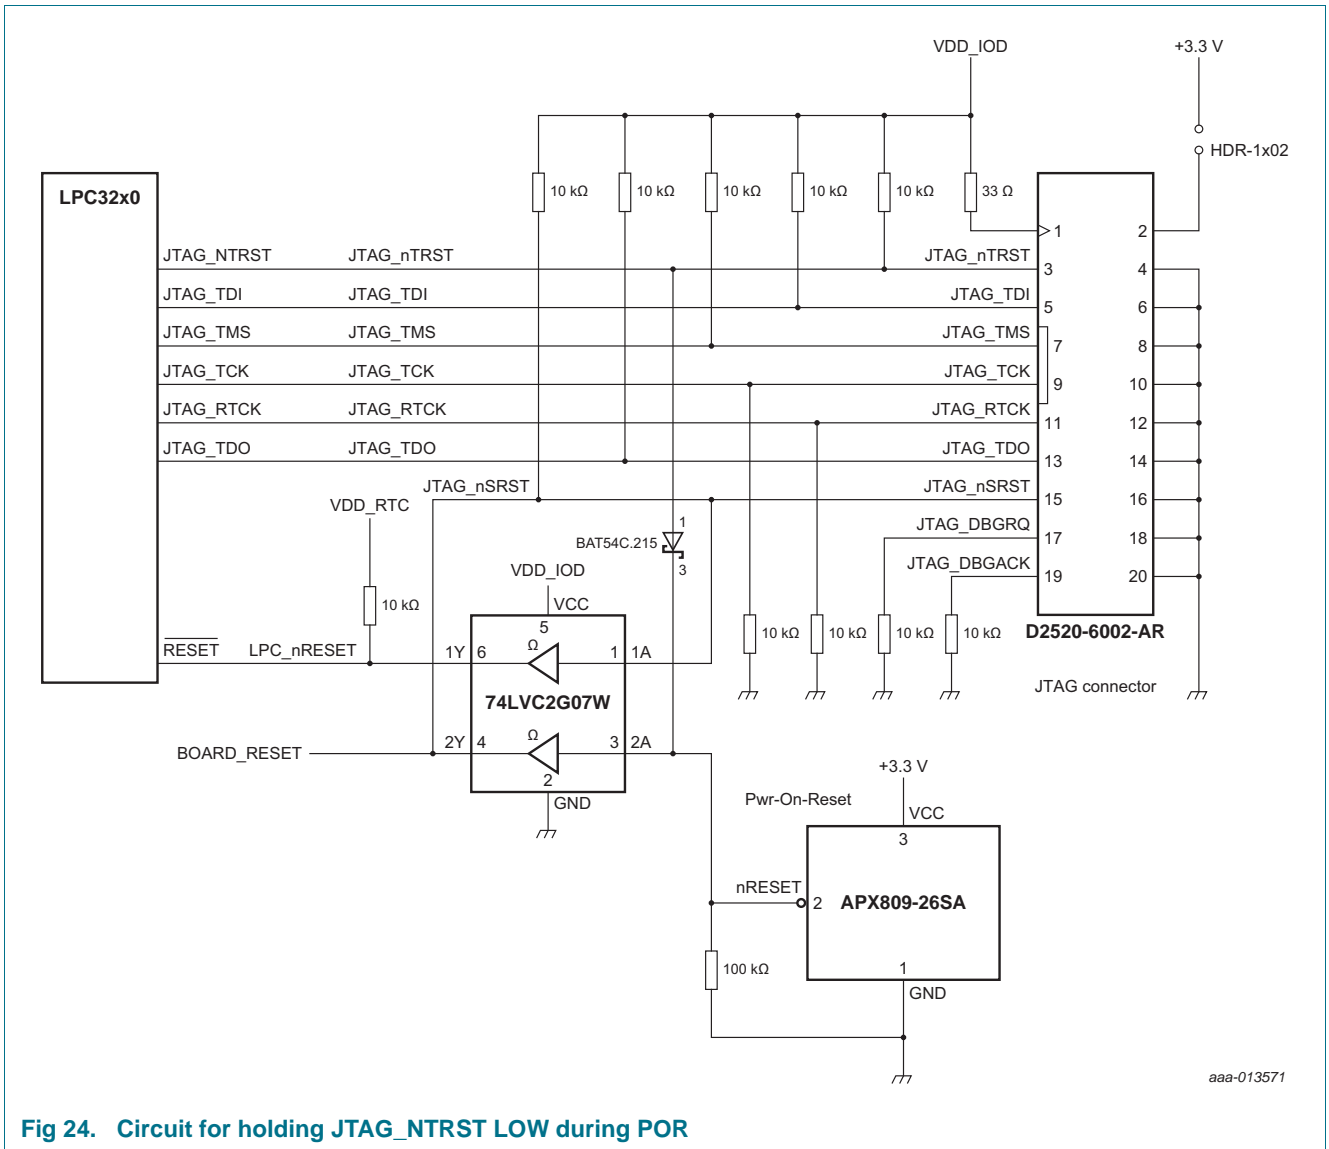 VDD_IOD
+3.3 V
HDR-1x02
LPC32x0
10 kΩ
10 kΩ
10 kΩ
10 kΩ
10 kΩ
33 Ω
1
2
JTAG_NTRST
JTAG_nTRST
JTAG_nTRST
3
4
JTAG_TDI
JTAG_TDI
JTAG_TDI
5
6
JTAG_TMS
JTAG_TMS
JTAG_TMS
7
8
JTAG_TCK
JTAG_TCK
JTAG_TCK
9
10
JTAG_RTCK
JTAG_RTCK
JTAG_RTCK
11
12
JTAG_TDO
JTAG_TDO
JTAG_TDO
13
14
JTAG_nSRST
JTAG_nSRST
15
16
VDD_RTC
JTAG_DBGRQ
17
18
1
BAT54C.215
3
JTAG_DBGACK
19
20
VDD_IOD
VCC
5
10 kΩ
10 kΩ
10 kΩ
10 kΩ
10 kΩ
D2520-6002-AR
JTAG connector
RESET
LPC_nRESET
1Y
6
Ω
1
1A
74LVC2G07W
BOARD_RESET
2Y
4
Ω
3
2A
2
GND
+3.3 V
Pwr-On-Reset
VCC
3
nRESET
2
APX809-26SA
100 kΩ
1
GND
aaa-013571
Fig 24. Circuit for holding JTAG_NTRST LOW during POR